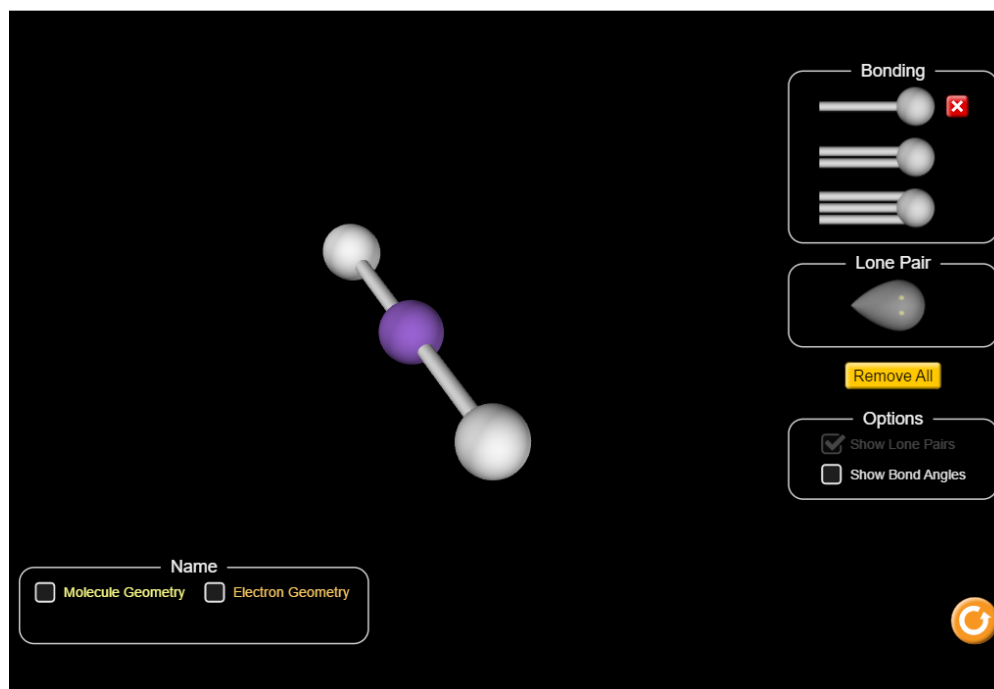 Bonding
Lone Pair
Remove All
Options
Show Lone Pairs
Show Bond Angles
Name
Molecule Geometry
Electron Geometry